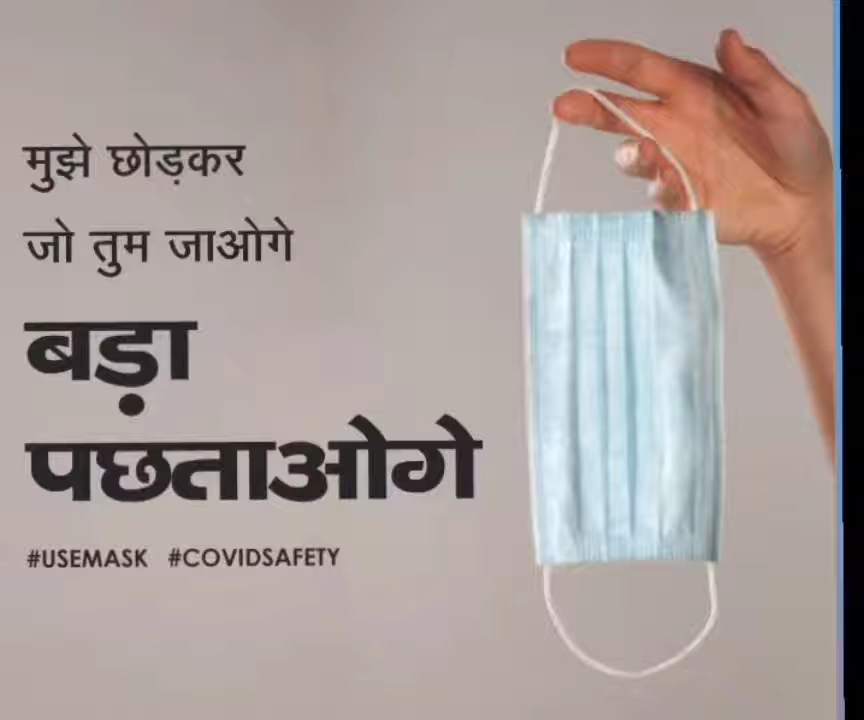 मुझे छोड़कर
जो तुम जाओगे
बड़ा
पछताओगे
#USEMASK #COVIDSAFETY